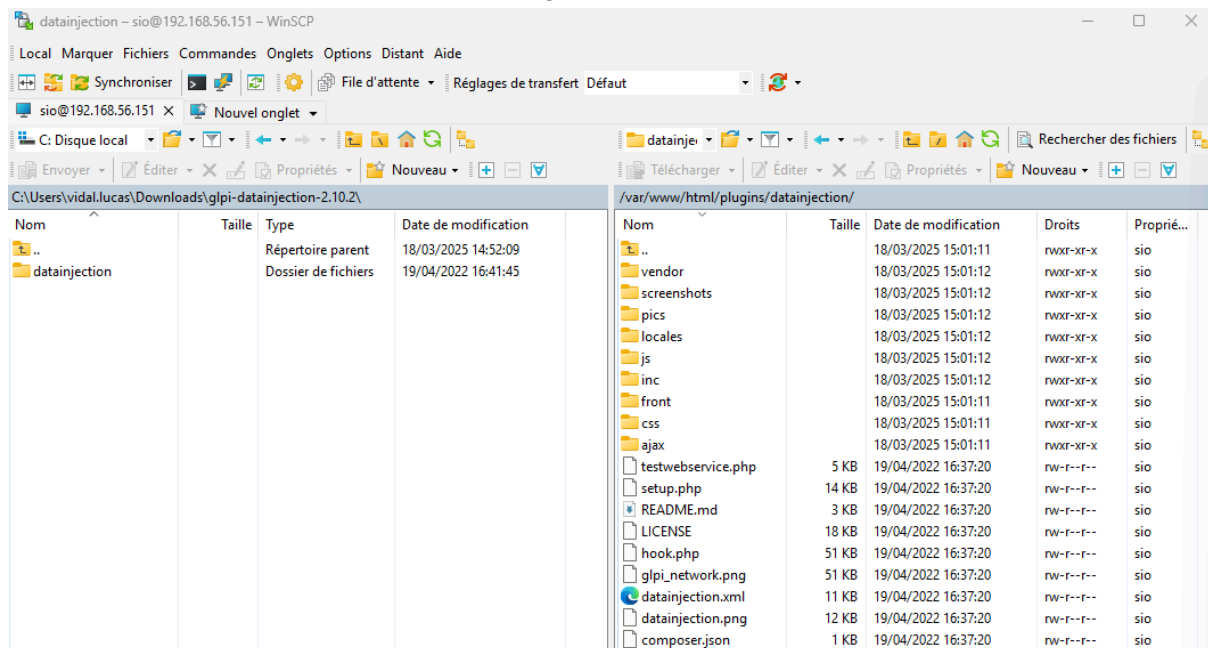 datainjection – sio@192.168.56.151 – WinSCP
Local Marquer Fichiers Commandes Onglets Options Distant Aide
Synchroniser File d'attente Réglages de transfert Défaut
sio@192.168.56.151 Nouvel onglet
C: Disque local
Envoyer Éditer Propriétés Nouveau
C:\Users\vidal.lucas\Downloads\glpi-datainjection-2.10.2\
Nom Taille Type Date de modification
.. Répertoire parent 18/03/2025 14:52:09
datainjection Dossier de fichiers 19/04/2022 16:41:45
datainje Rechercher des fichiers
Télécharger Éditer Propriétés Nouveau
/var/www/html/plugins/datainjection/
Nom Taille Date de modification Droits Proprié...
.. 18/03/2025 15:01:11 rwxr-xr-x sio
vendor 18/03/2025 15:01:12 rwxr-xr-x sio
screenshots 18/03/2025 15:01:12 rwxr-xr-x sio
pics 18/03/2025 15:01:12 rwxr-xr-x sio
locales 18/03/2025 15:01:12 rwxr-xr-x sio
js 18/03/2025 15:01:12 rwxr-xr-x sio
inc 18/03/2025 15:01:12 rwxr-xr-x sio
front 18/03/2025 15:01:11 rwxr-xr-x sio
css 18/03/2025 15:01:11 rwxr-xr-x sio
ajax 18/03/2025 15:01:11 rwxr-xr-x sio
testwebservice.php 5 KB 19/04/2022 16:37:20 rw-r--r-- sio
setup.php 14 KB 19/04/2022 16:37:20 rw-r--r-- sio
README.md 3 KB 19/04/2022 16:37:20 rw-r--r-- sio
LICENSE 18 KB 19/04/2022 16:37:20 rw-r--r-- sio
hook.php 51 KB 19/04/2022 16:37:20 rw-r--r-- sio
glpi_network.png 51 KB 19/04/2022 16:37:20 rw-r--r-- sio
datainjection.xml 11 KB 19/04/2022 16:37:20 rw-r--r-- sio
datainjection.png 12 KB 19/04/2022 16:37:20 rw-r--r-- sio
composer.json 1 KB 19/04/2022 16:37:20 rw-r--r-- sio